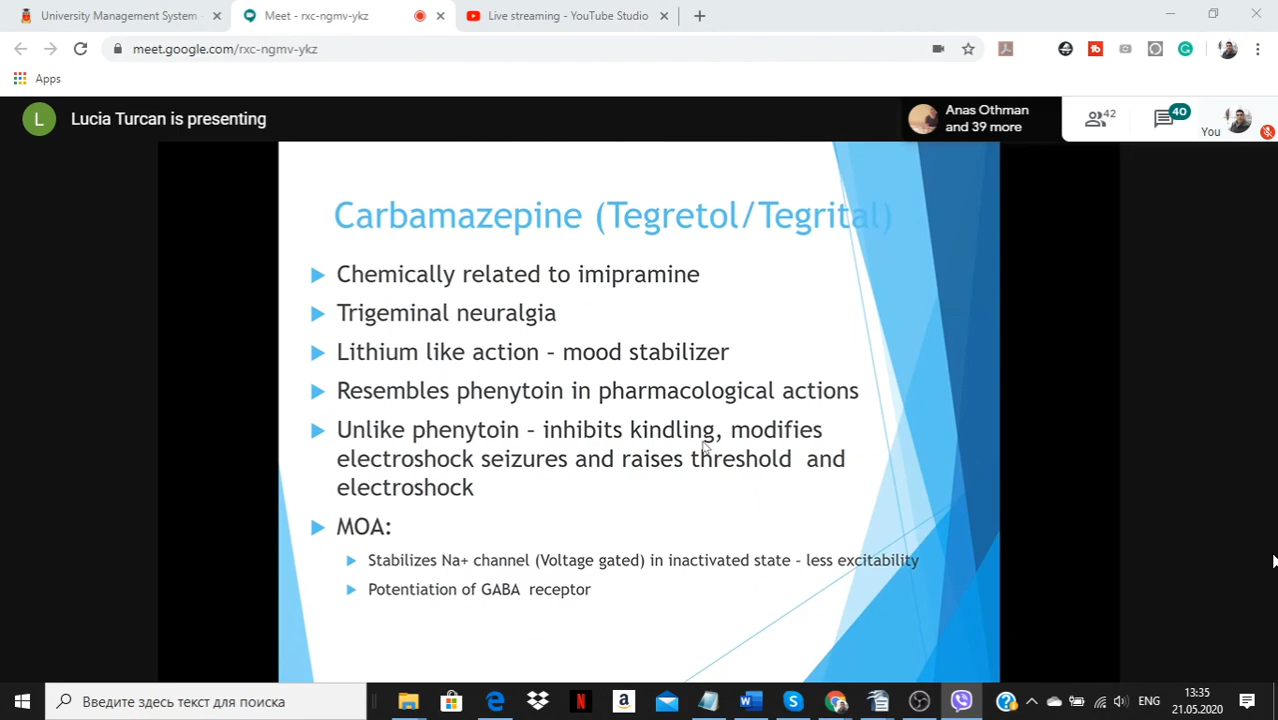 University Management System -
Meet - rxc-ngmv-ykz
Live streaming - YouTube Studio
meet.google.com/rxc-ngmv-ykz
Apps
L
Lucia Turcan is presenting
Anas Othman
and 39 more
42
40
You
Carbamazepine (Tegretol/Tegrital)
Chemically related to imipramine
Trigeminal neuralgia
Lithium like action – mood stabilizer
Resembles phenytoin in pharmacological actions
Unlike phenytoin – inhibits kindling, modifies
electroshock seizures and raises threshold and
electroshock
MOA:
Stabilizes Na+ channel (Voltage gated) in inactivated state - less excitability
Potentiation of GABA receptor
Введите здесь текст для поиска
ENG
13:35
21.05.2020